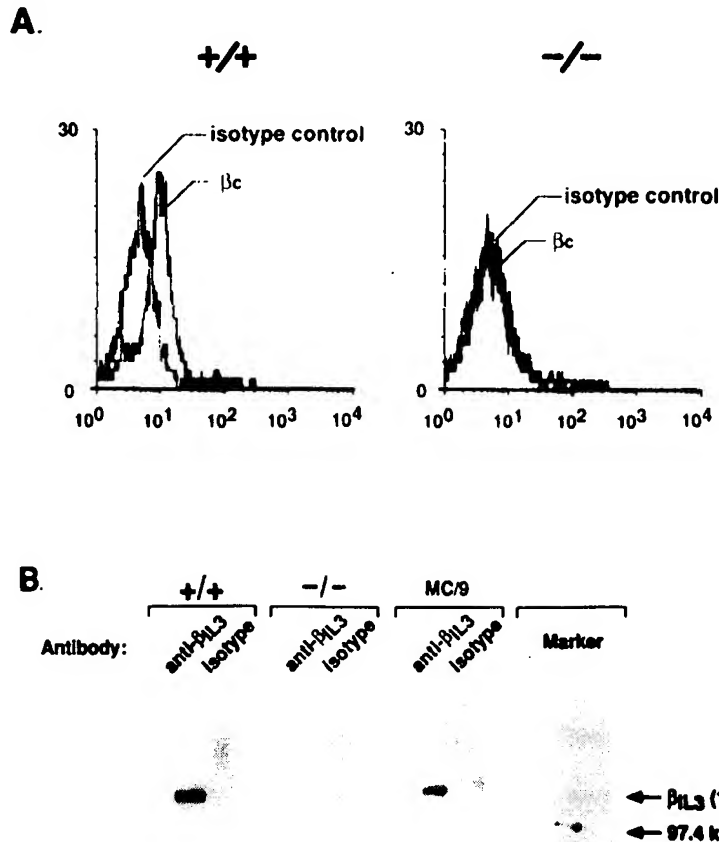 A.
+/+
−/−
30
isotype control
βc
0
10⁰ 10¹ 10² 10³ 10⁴
30
isotype control
βc
0
10⁰ 10¹ 10² 10³ 10⁴
B.
+/+ −/− MC/9
Antibody: anti-βIL3 Isotype anti-βIL3 Isotype anti-βIL3 Isotype Marker
βIL3 (
97.4